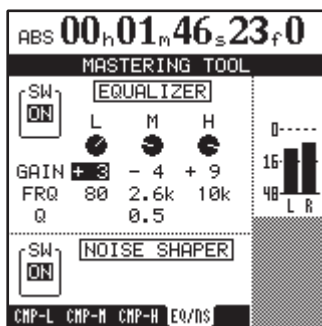 ABS 00h01m46s23f0
MASTERING TOOL
SW EQUALIZER
ON
L M H
GAIN + 3 - 4 + 9
FRQ 80 2.6k 10k
Q 0.5
0-----
16-
48-
L R
SW NOISE SHAPER
ON
CMP-L CMP-M CMP-H EQ/NS